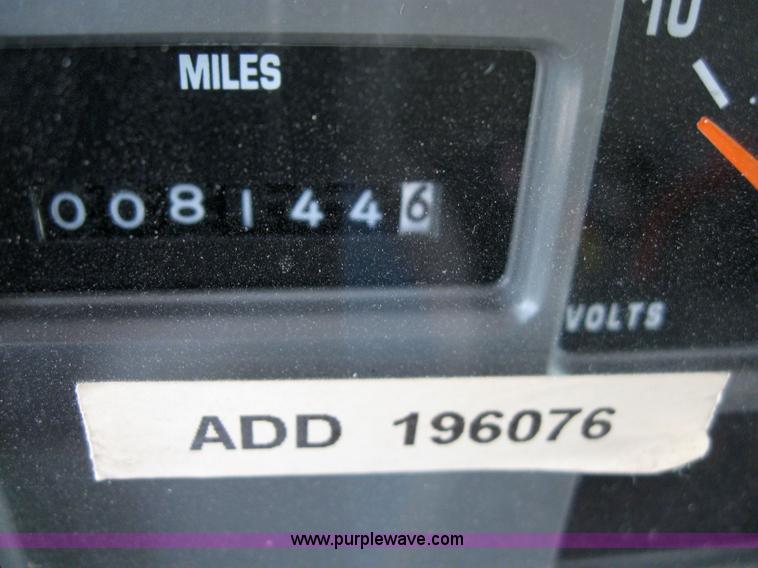 10
MILES
0081446
VOLTS
ADD 196076
www.purplewave.com